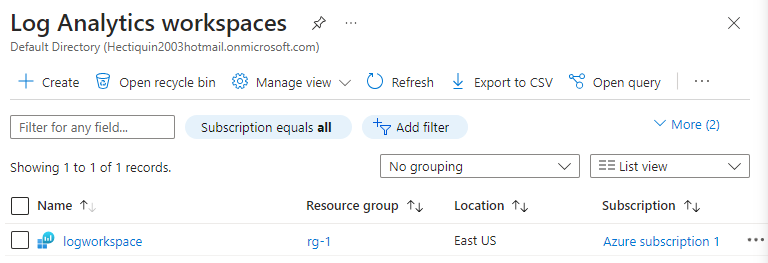 Log Analytics workspaces
Default Directory (Hectiquin2003hotmail.onmicrosoft.com)
Create Open recycle bin Manage view Refresh Export to CSV Open query
Filter for any field... Subscription equals all Add filter More (2)
Showing 1 to 1 of 1 records. No grouping List view
Name Resource group Location Subscription
logworkspace rg-1 East US Azure subscription 1